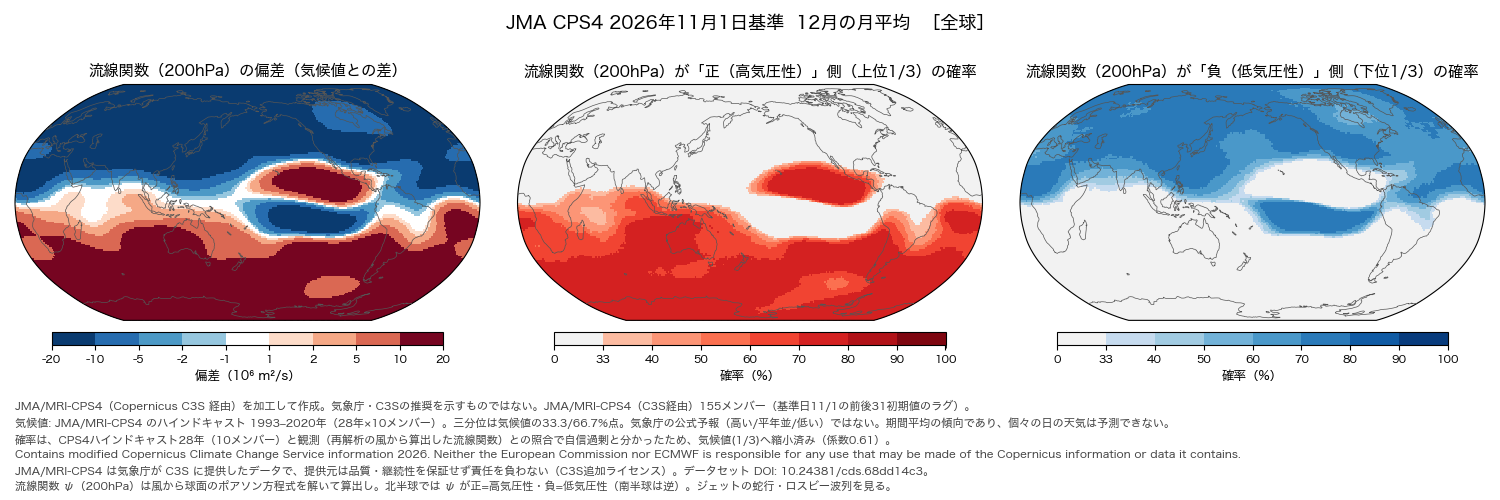 JMA CPS4 2026年11月1日基準 12月の月平均 ［全球］
流線関数（200hPa）の偏差（気候値との差）
-20 -10 -5 -2 -1 1 2 5 10 20
偏差（10⁶ m²/s）
流線関数（200hPa）が「正（高気圧性）」側（上位1/3）の確率
0 33 40 50 60 70 80 90 100
確率（%）
流線関数（200hPa）が「負（低気圧性）」側（下位1/3）の確率
0 33 40 50 60 70 80 90 100
確率（%）
JMA/MRI-CPS4（Copernicus C3S 経由）を加工して作成。気象庁・C3Sの推奨を示すものではない。JMA/MRI-CPS4（C3S経由）155メンバー（基準日11/1の前後31初期値のラグ）。
気候値: JMA/MRI-CPS4 のハインドキャスト 1993–2020年（28年×10メンバー）。三分位は気候値の33.3/66.7%点。気象庁の公式予報（高い/平年並/低い）ではない。期間平均の傾向であり、個々の日の天気は予測できない。
確率は、CPS4ハインドキャスト28年（10メンバー）と観測（再解析の風から算出した流線関数）との照合で自信過剰と分かったため、気候値(1/3)へ縮小済み（係数0.61）。
Contains modified Copernicus Climate Change Service information 2026. Neither the European Commission nor ECMWF is responsible for any use that may be made of the Copernicus information or data it contains.
JMA/MRI-CPS4 は気象庁が C3S に提供したデータで、提供元は品質・継続性を保証せず責任を負わない（C3S追加ライセンス）。データセット DOI: 10.24381/cds.68dd14c3。
流線関数 ψ（200hPa）は風から球面のポアソン方程式を解いて算出し。北半球では ψ が正=高気圧性・負=低気圧性（南半球は逆）。ジェットの蛇行・ロスビー波列を見る。